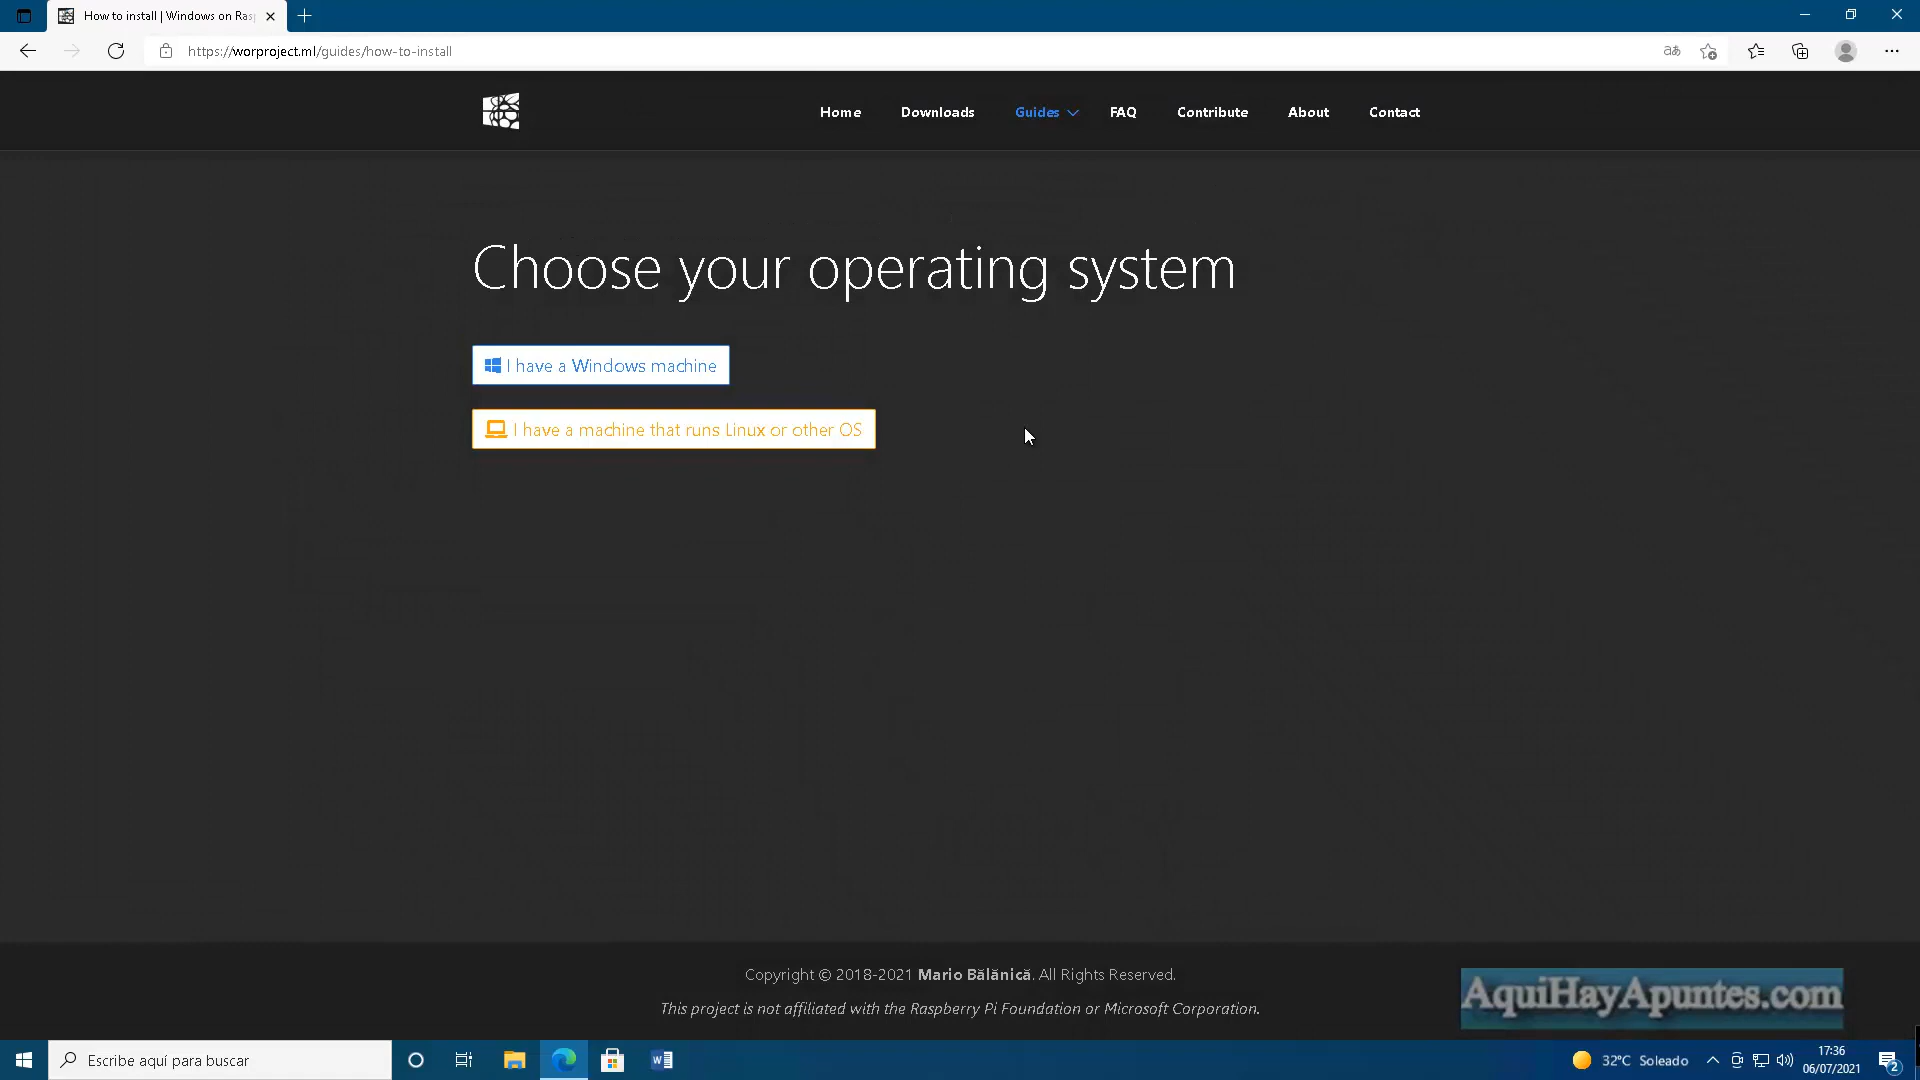 How to install | Windows on Rasp
https://worproject.ml/guides/how-to-install
Home Downloads Guides FAQ Contribute About Contact
Choose your operating system
I have a Windows machine
I have a machine that runs Linux or other OS
Copyright © 2018-2021 Mario Bălănică. All Rights Reserved.
This project is not affiliated with the Raspberry Pi Foundation or Microsoft Corporation.
AquiHayApuntes.com
Escribe aquí para buscar
32°C Soleado
17:36
06/07/2021
2